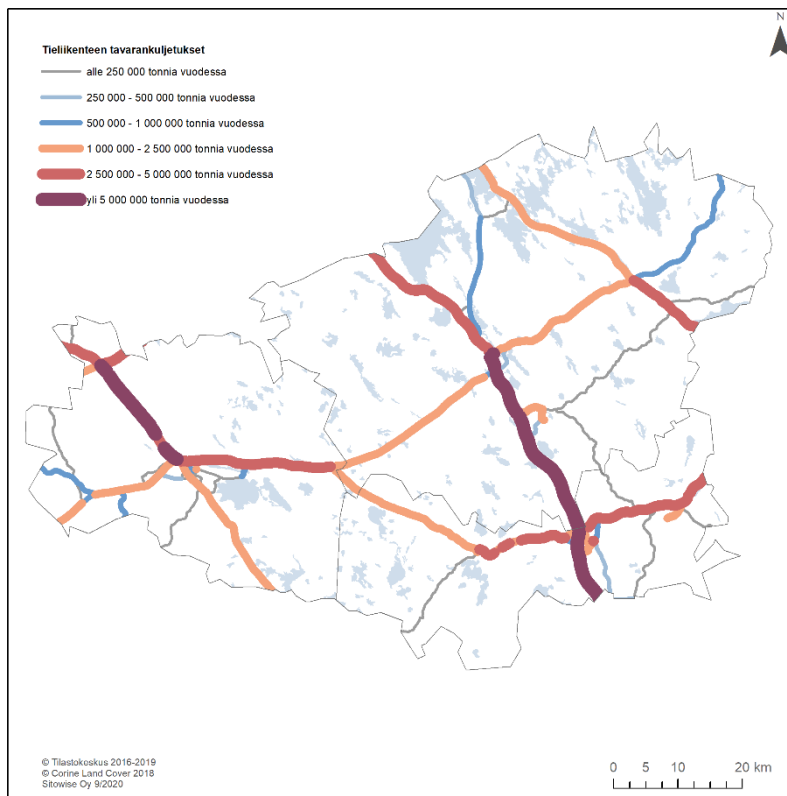 N
Tieliikenteen tavarankuljetukset
alle 250 000 tonnia vuodessa
250 000 - 500 000 tonnia vuodessa
500 000 - 1 000 000 tonnia vuodessa
1 000 000 - 2 500 000 tonnia vuodessa
2 500 000 - 5 000 000 tonnia vuodessa
yli 5 000 000 tonnia vuodessa
© Tilastokoskus 2016-2019
© Corine Land Cover 2018
Sitowise Oy 9/2020
0 5 10 20 km